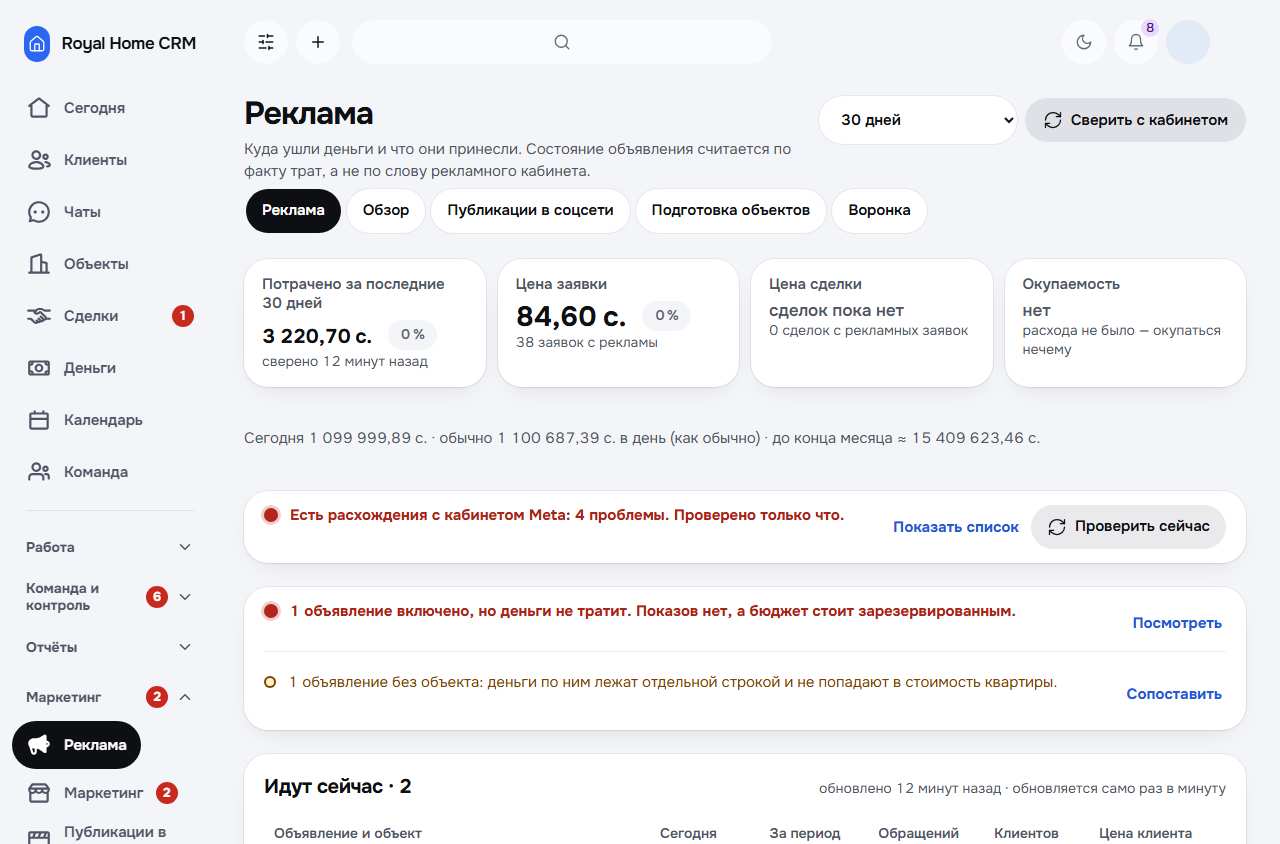 Royal Home CRM
8
Сегодня
Клиенты
Чаты
Объекты
Сделки 1
Деньги
Календарь
Команда
Работа
Команда и
контроль 6
Отчёты
Маркетинг 2
Реклама
Маркетинг 2
Публикации в
Реклама
Куда ушли деньги и что они принесли. Состояние объявления считается по
факту трат, а не по слову рекламного кабинета.
30 дней
Сверить с кабинетом
Реклама Обзор Публикации в соцсети Подготовка объектов Воронка
Потрачено за последние
30 дней
3 220,70 с. 0 %
сверено 12 минут назад
Цена заявки
84,60 с. 0 %
38 заявок с рекламы
Цена сделки
сделок пока нет
0 сделок с рекламных заявок
Окупаемость
нет
расхода не было — окупаться
нечему
Сегодня 1 099 999,89 с. · обычно 1 100 687,39 с. в день (как обычно) · до конца месяца ≈ 15 409 623,46 с.
Есть расхождения с кабинетом Meta: 4 проблемы. Проверено только что.
Показать список
Проверить сейчас
1 объявление включено, но деньги не тратит. Показов нет, а бюджет стоит зарезервированным.
Посмотреть
1 объявление без объекта: деньги по ним лежат отдельной строкой и не попадают в стоимость квартиры.
Сопоставить
Идут сейчас · 2
обновлено 12 минут назад · обновляется само раз в минуту
Объявление и объект Сегодня За период Обращений Клиентов Цена клиента